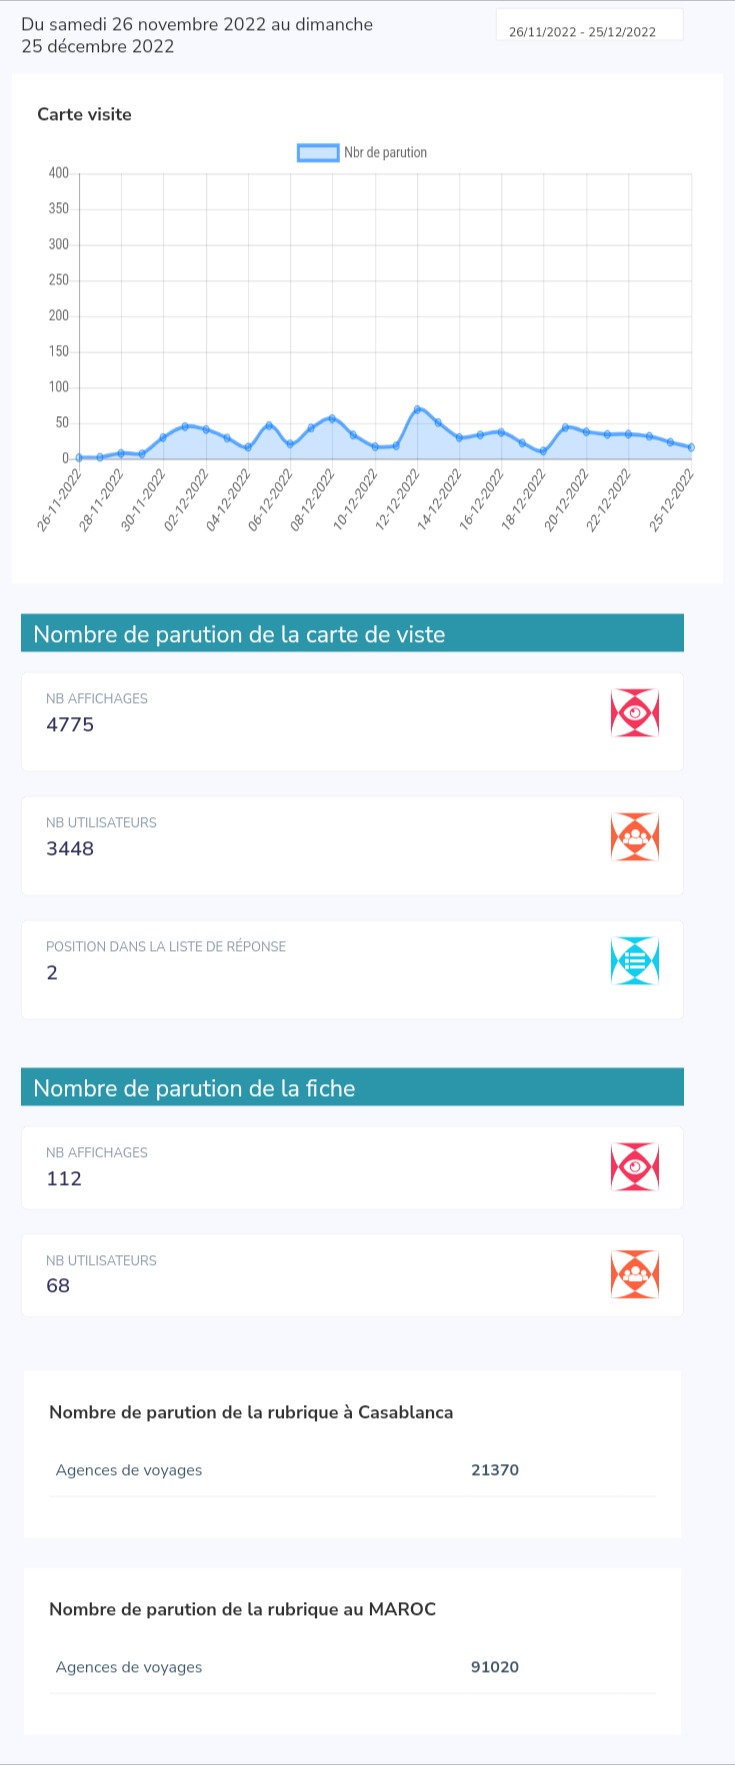 Du samedi 26 novembre 2022 au dimanche
25 décembre 2022
26/11/2022 - 25/12/2022
Carte visite
Nbr de parution
400
350
300
250
200
150
100
50
0
26-11-2022
28-11-2022
30-11-2022
02-12-2022
04-12-2022
06-12-2022
08-12-2022
10-12-2022
12-12-2022
14-12-2022
16-12-2022
18-12-2022
20-12-2022
22-12-2022
25-12-2022
Nombre de parution de la carte de viste
NB AFFICHAGES
4775
NB UTILISATEURS
3448
POSITION DANS LA LISTE DE RÉPONSE
2
Nombre de parution de la fiche
NB AFFICHAGES
112
NB UTILISATEURS
68
Nombre de parution de la rubrique à Casablanca
Agences de voyages 21370
Nombre de parution de la rubrique au MAROC
Agences de voyages 91020